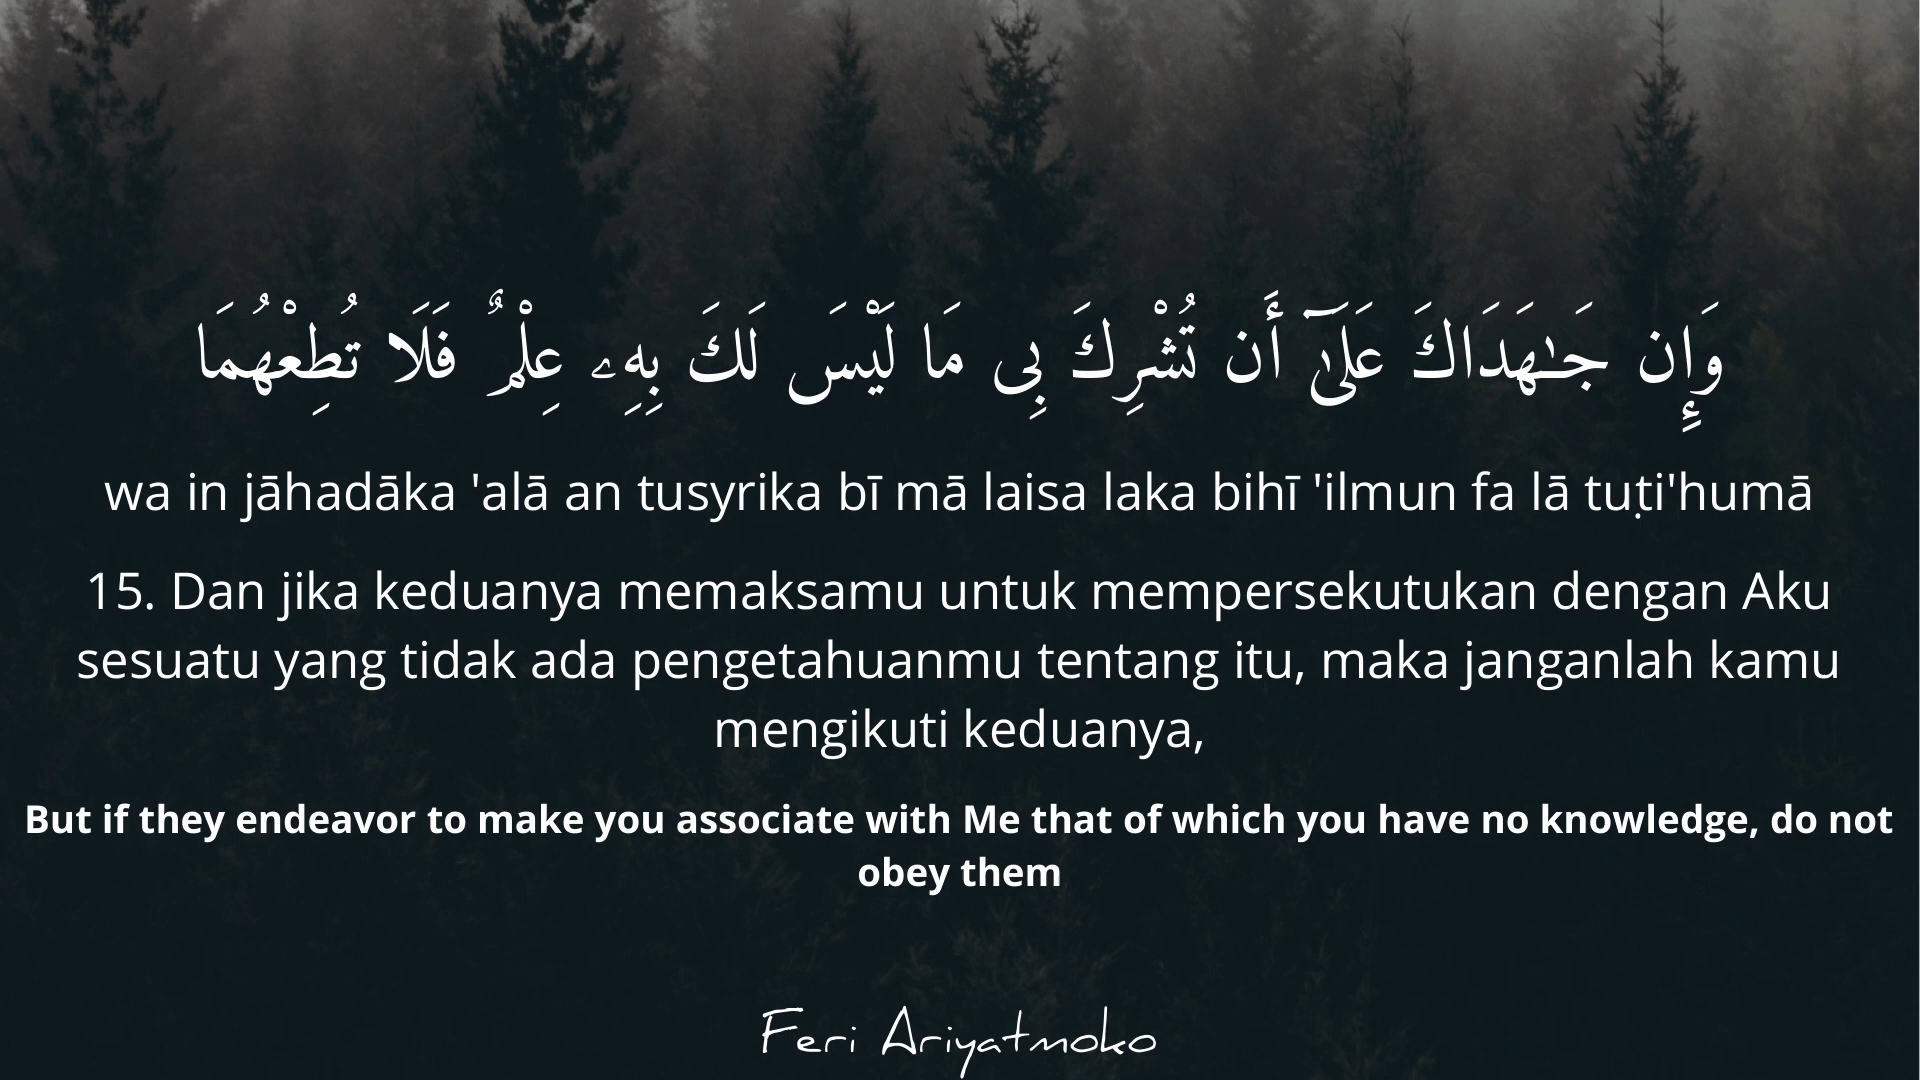 وَإِن جَـٰهَدَاكَ عَلَىٰٓ أَن تُشْرِكَ بِى مَا لَيْسَ لَكَ بِهِۦ عِلْمٌ فَلَا تُطِعْهُمَا
wa in jāhadāka 'alā an tusyrika bī mā laisa laka bihī 'ilmun fa lā tuṭi'humā
15. Dan jika keduanya memaksamu untuk mempersekutukan dengan Aku
sesuatu yang tidak ada pengetahuanmu tentang itu, maka janganlah kamu
mengikuti keduanya,
But if they endeavor to make you associate with Me that of which you have no knowledge, do not
obey them
Feri Ariyatmoko